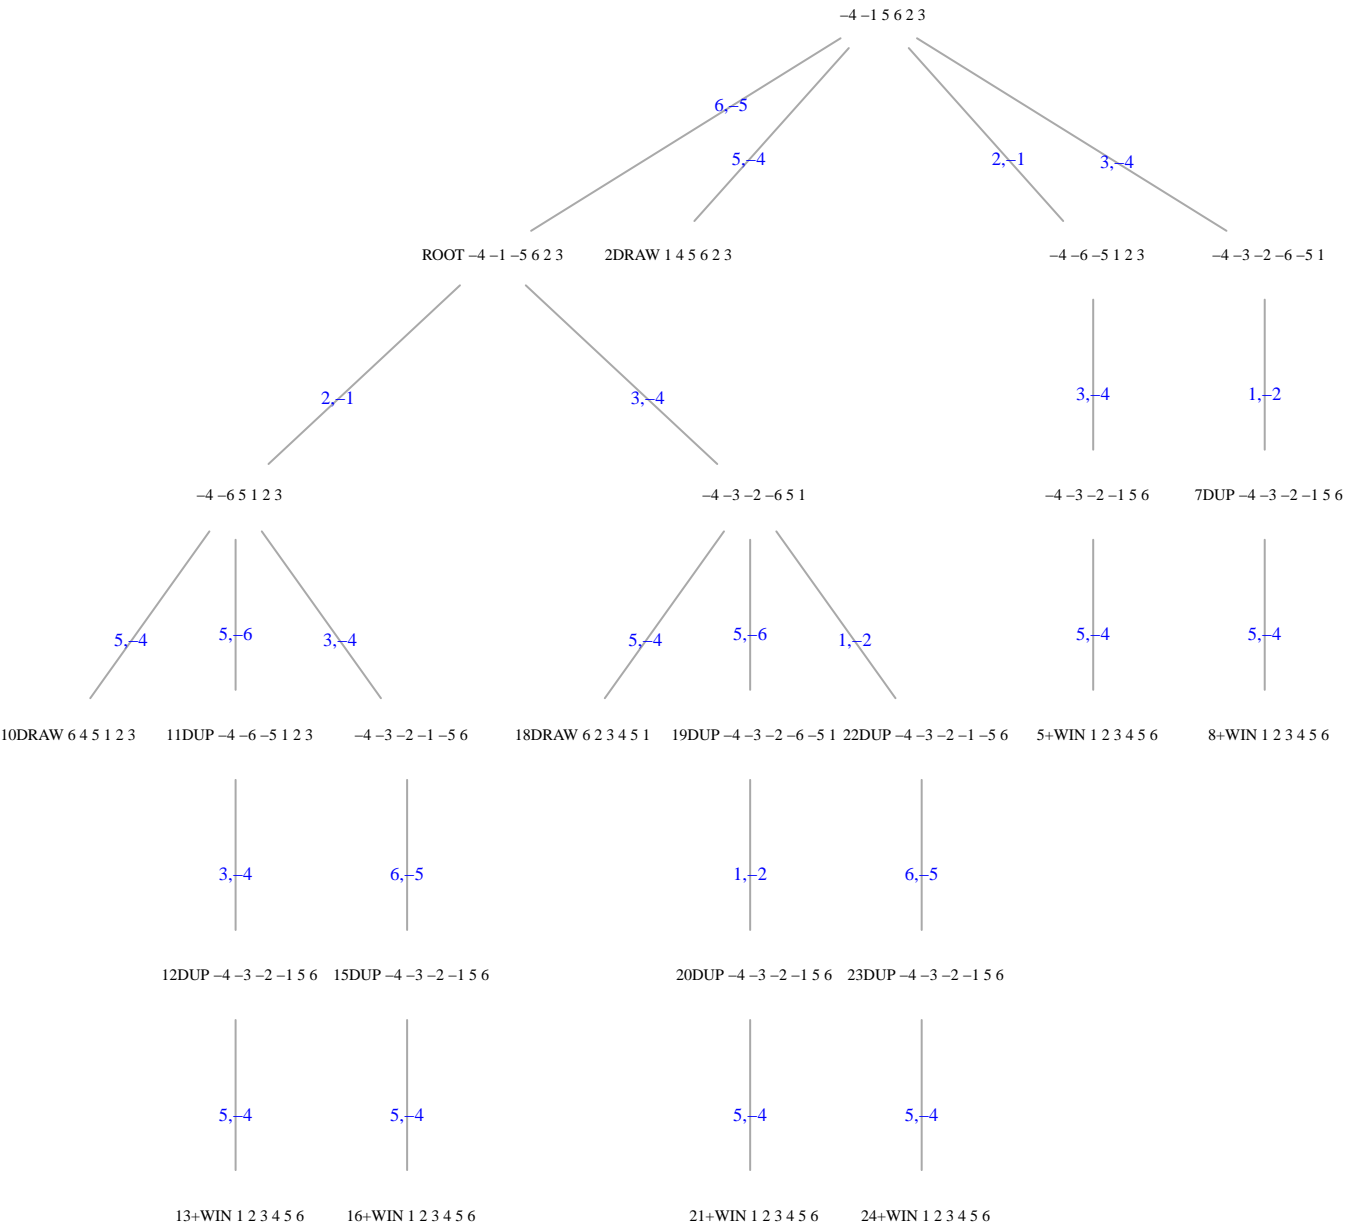 −4 −1 5 6 2 3
6,−5
5,−4
2,−1
3,−4
ROOT −4 −1 −5 6 2 3
2DRAW 1 4 5 6 2 3
−4 −6 −5 1 2 3
−4 −3 −2 −6 −5 1
2,−1
3,−4
3,−4
1,−2
−4 −6 5 1 2 3
−4 −3 −2 −6 5 1
−4 −3 −2 −1 5 6
7DUP −4 −3 −2 −1 5 6
5,−4
5,−6
3,−4
5,−4
5,−6
1,−2
5,−4
5,−4
10DRAW 6 4 5 1 2 3
11DUP −4 −6 −5 1 2 3
−4 −3 −2 −1 −5 6
18DRAW 6 2 3 4 5 1
19DUP −4 −3 −2 −6 −5 1
22DUP −4 −3 −2 −1 −5 6
5+WIN 1 2 3 4 5 6
8+WIN 1 2 3 4 5 6
3,−4
6,−5
1,−2
6,−5
12DUP −4 −3 −2 −1 5 6
15DUP −4 −3 −2 −1 5 6
20DUP −4 −3 −2 −1 5 6
23DUP −4 −3 −2 −1 5 6
5,−4
5,−4
5,−4
5,−4
13+WIN 1 2 3 4 5 6
16+WIN 1 2 3 4 5 6
21+WIN 1 2 3 4 5 6
24+WIN 1 2 3 4 5 6